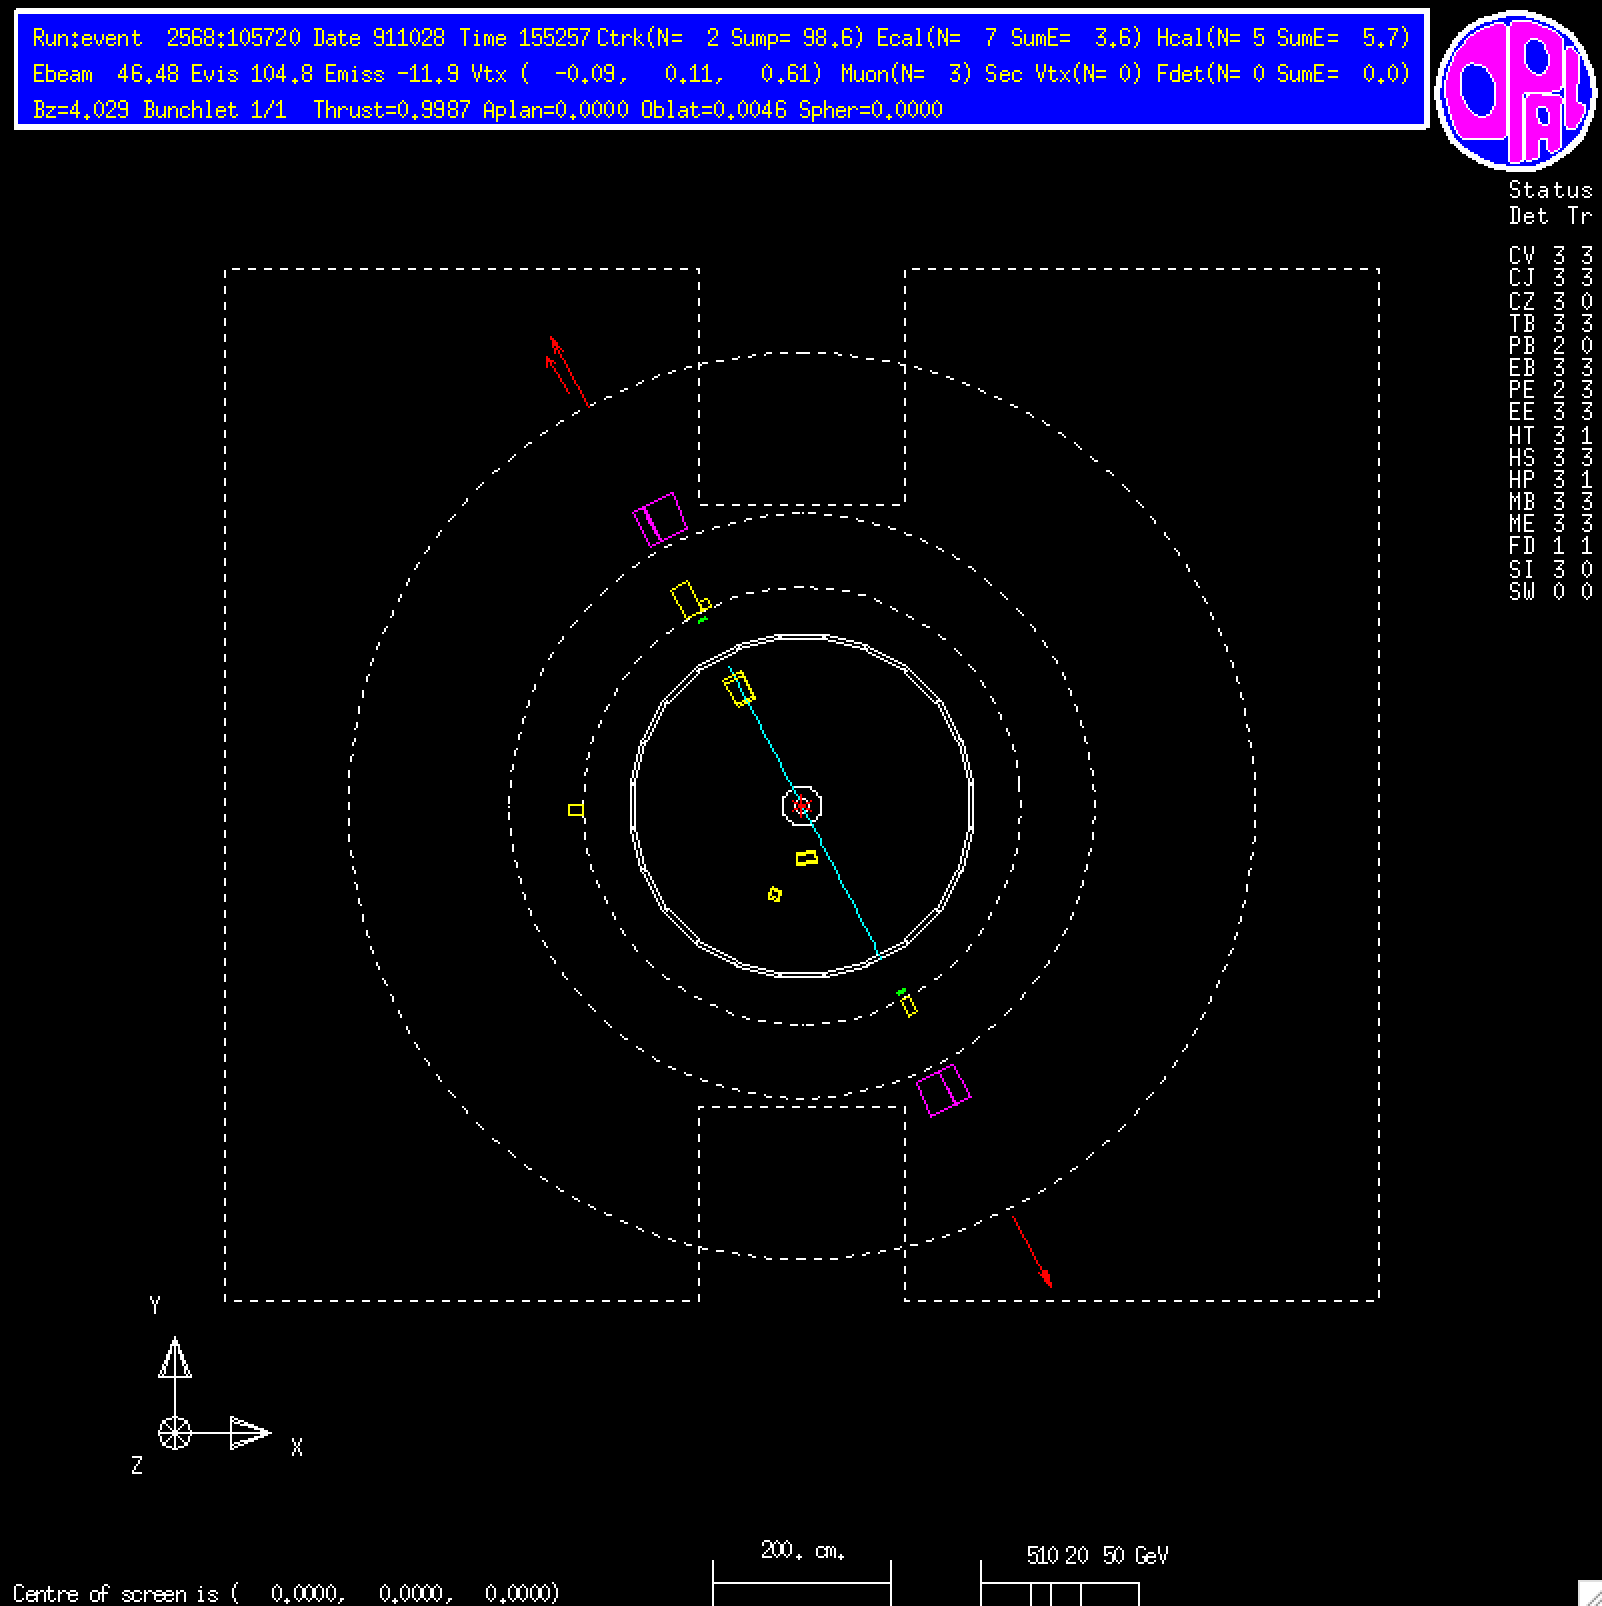 Run:event 2568:105720 Date 911028 Time 155257 Ctrk(N= 2 Sump= 98.6) Ecal(N= 7 SumE= 3.6) Hcal(N= 5 SumE= 5.7)
Ebeam 46.48 Evis 104.8 Emiss -11.9 Vtx ( -0.09, 0.11, 0.61) Muon(N= 3) Sec Vtx(N= 0) Fdet(N= 0 SumE= 0.0)
Bz=4.029 Bunchlet 1/1 Thrust=0.9987 Aplan=0.0000 Oblat=0.0046 Spher=0.0000
OPAL
Status
Det Tr
CV 3 3
CJ 3 3
CZ 3 0
TB 3 3
PB 2 0
EB 3 3
PE 2 3
EE 3 3
HT 3 1
HS 3 3
HP 3 1
MB 3 3
ME 3 3
FD 1 1
SI 3 0
SW 0 0
Y
X
Z
200. cm.
5 10 20 50 GeV
Centre of screen is ( 0.0000, 0.0000, 0.0000)